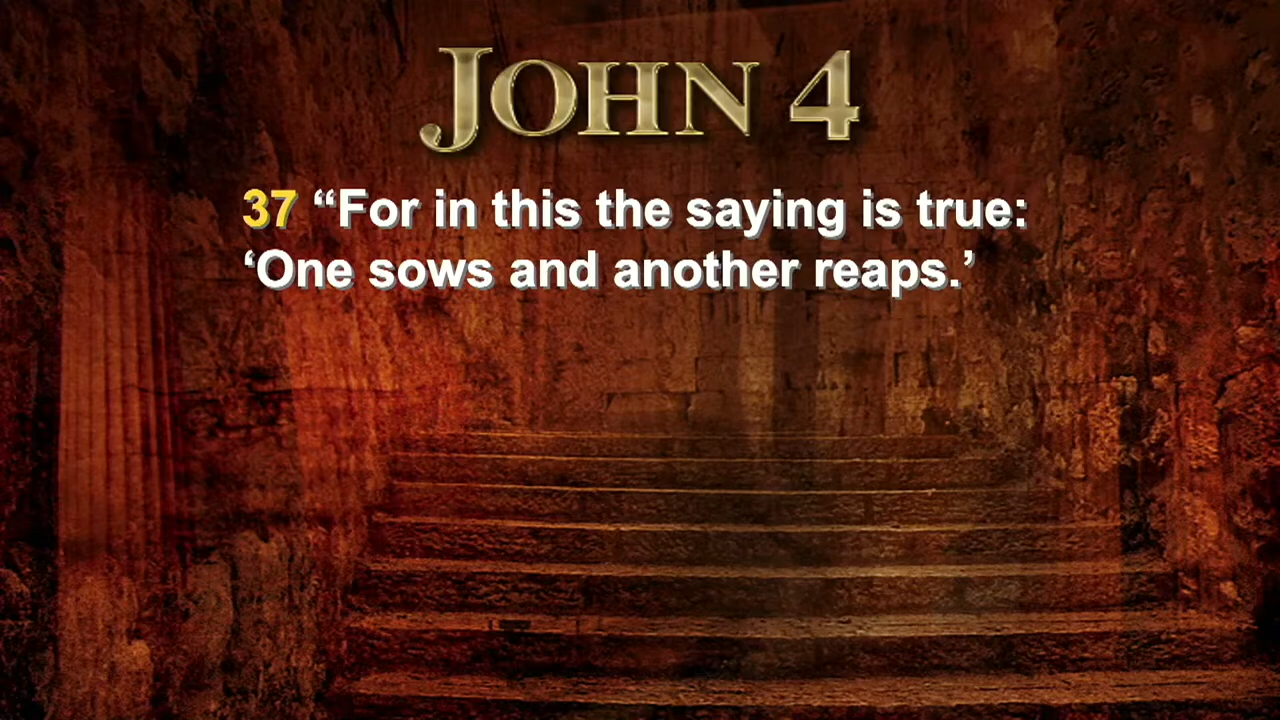 JOHN 4
37 “For in this the saying is true:
‘One sows and another reaps.’